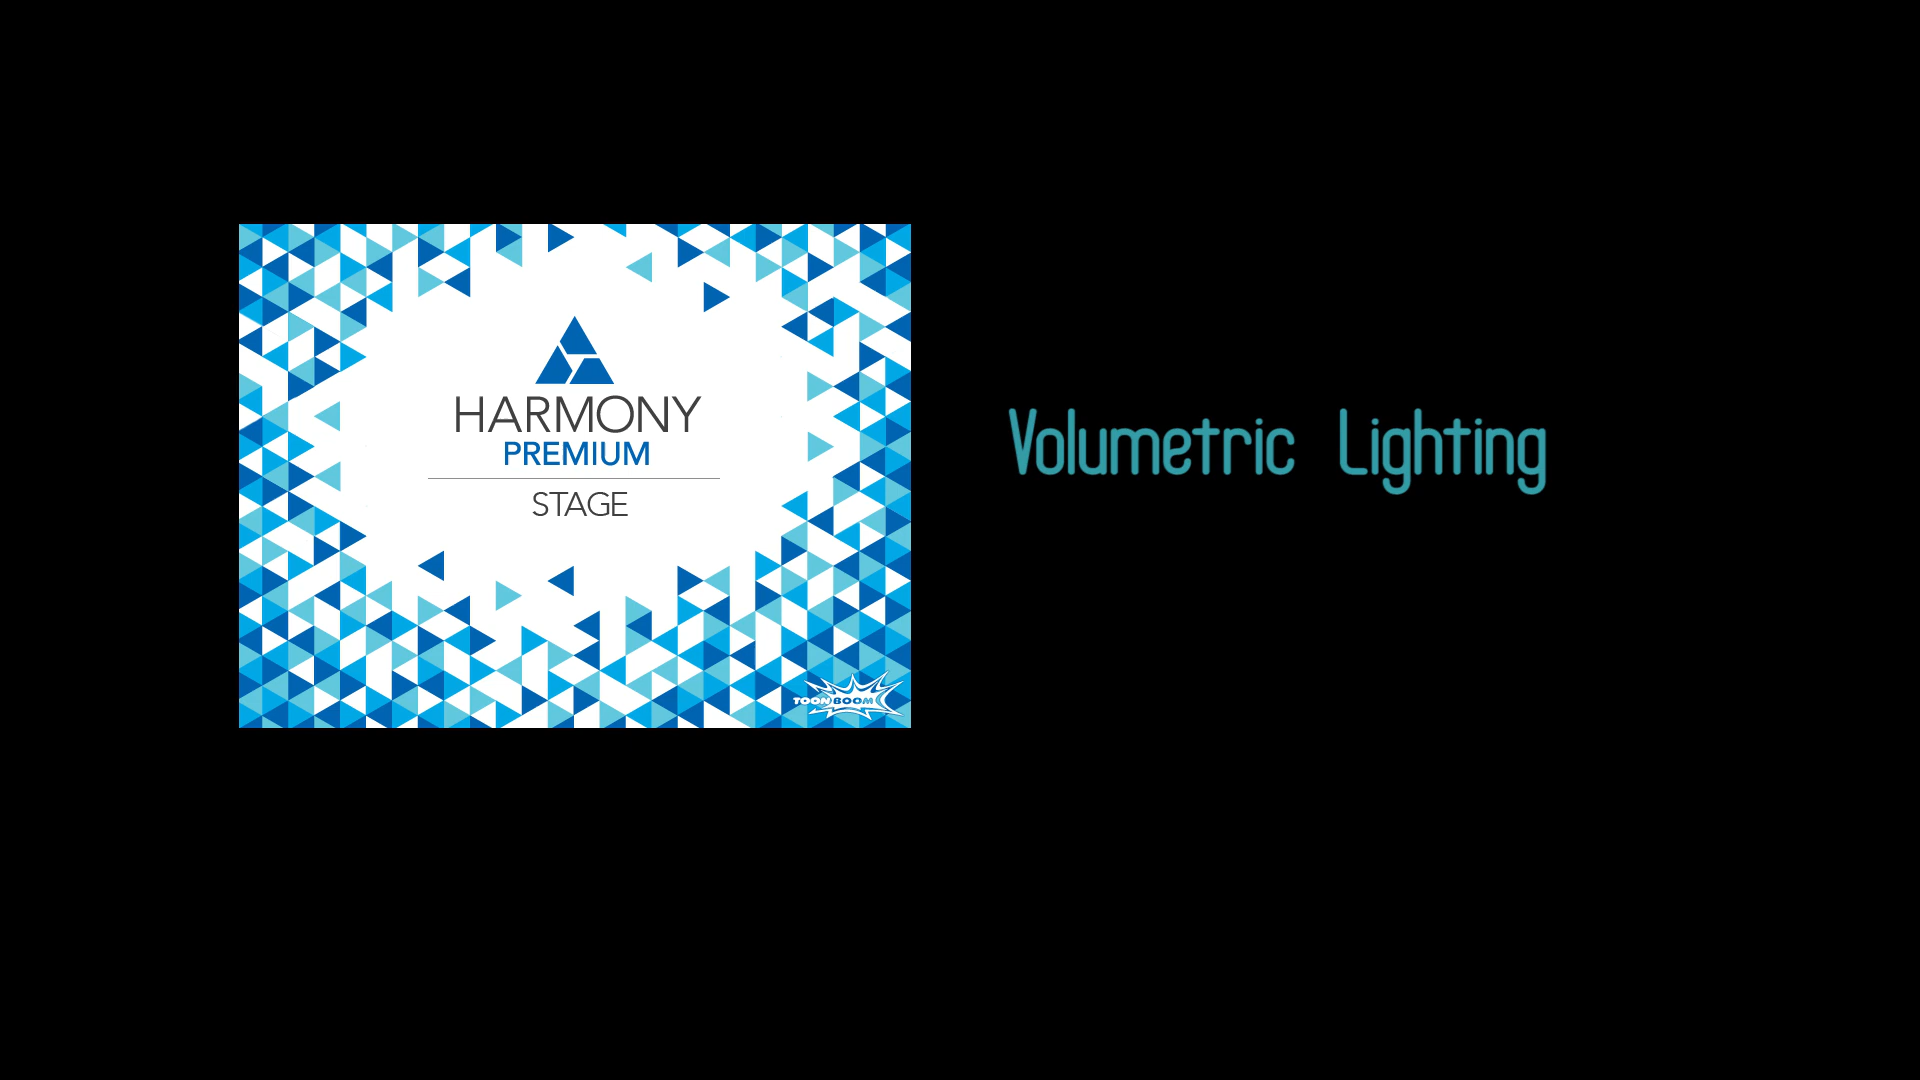 HARMONY
PREMIUM
STAGE
TOON BOOM
Volumetric Lighting